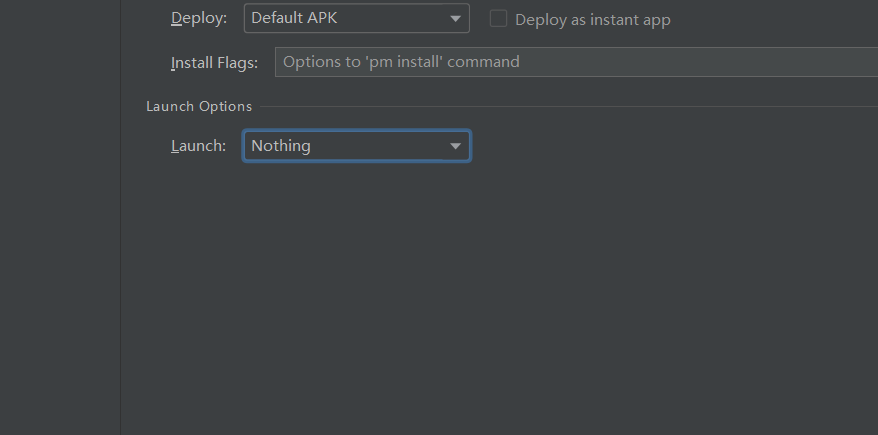 Deploy: Default APK Deploy as instant app
Install Flags: Options to 'pm install' command
Launch Options
Launch: Nothing